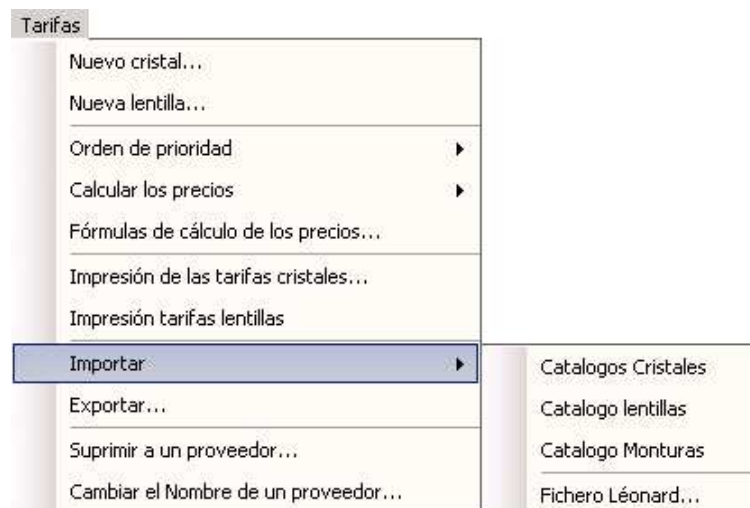 Tarifas
Nuevo cristal...
Nueva lentilla...
Orden de prioridad
Calcular los precios
Fórmulas de cálculo de los precios...
Impresión de las tarifas cristales...
Impresión tarifas lentillas
Importar
Catalogos Cristales
Exportar...
Catalogo lentillas
Suprimir a un proveedor...
Catalogo Monturas
Cambiar el Nombre de un proveedor...
Fichero Léonard...